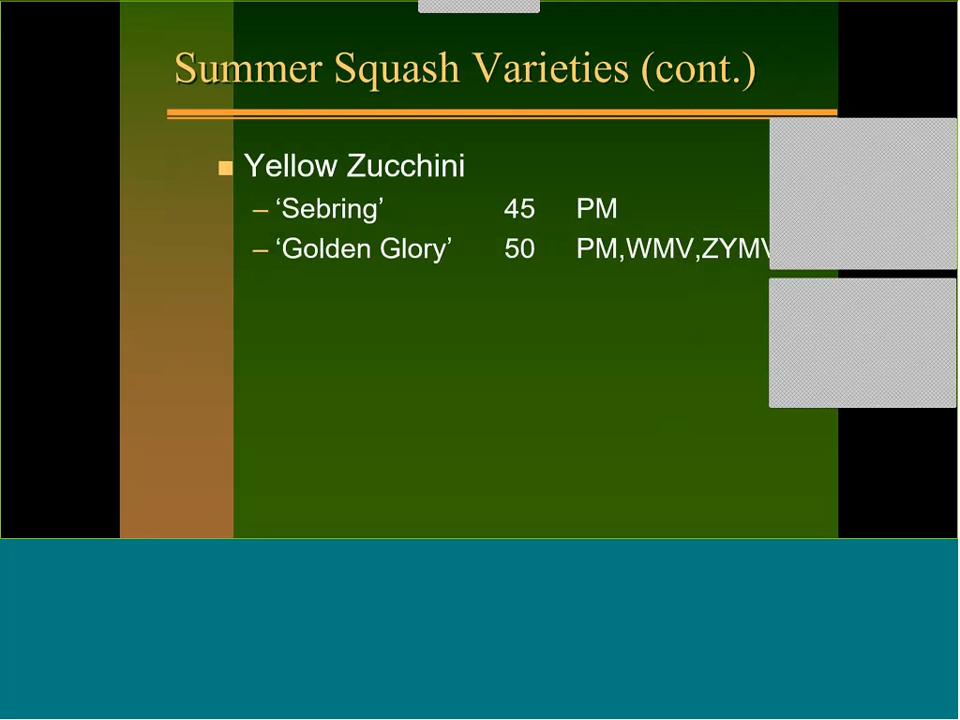 Summer Squash Varieties (cont.)
Yellow Zucchini
– ‘Sebring’ 45 PM
– ‘Golden Glory’ 50 PM,WMV,ZYMV